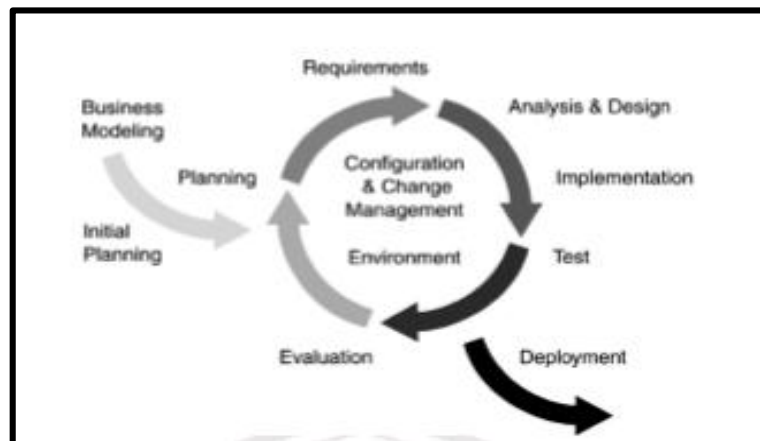 Requirements
Business
Modeling
Analysis & Design
Planning
Configuration
& Change
Management
Implementation
Initial
Planning
Environment
Test
Evaluation
Deployment